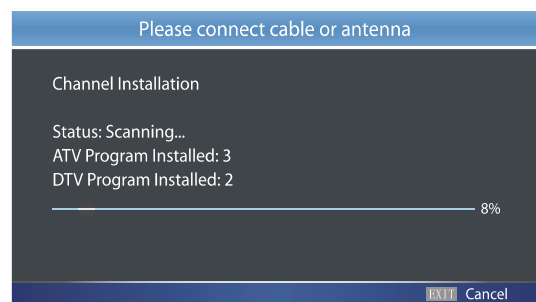 Please connect cable or antenna
Channel Installation
Status: Scanning...
ATV Program Installed: 3
DTV Program Installed: 2
8%
EXIT Cancel